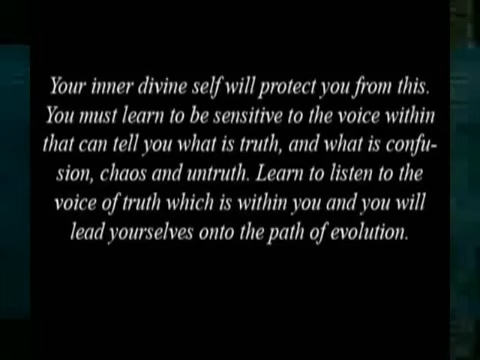 Your inner divine self will protect you from this.
You must learn to be sensitive to the voice within
that can tell you what is truth, and what is confu-
sion, chaos and untruth. Learn to listen to the
voice of truth which is within you and you will
lead yourselves onto the path of evolution.